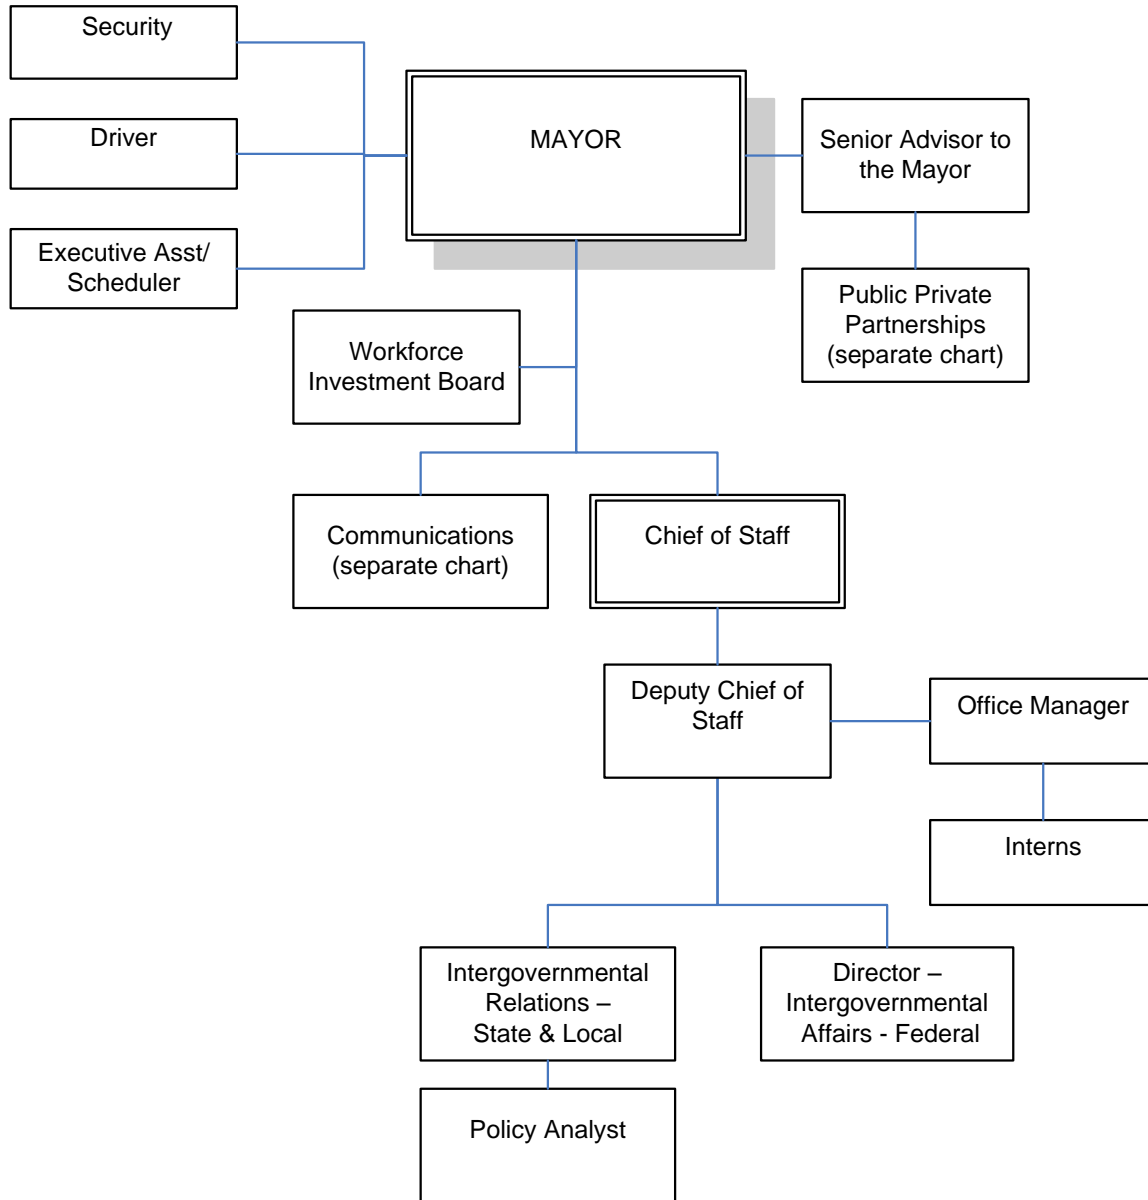 Security
MAYOR
Driver
Senior Advisor to
the Mayor
Executive Asst/
Scheduler
Public Private
Partnerships
(separate chart)
Workforce
Investment Board
Communications
(separate chart)
Chief of Staff
Deputy Chief of
Staff
Office Manager
Interns
Intergovernmental
Relations –
State & Local
Director –
Intergovernmental
Affairs - Federal
Policy Analyst